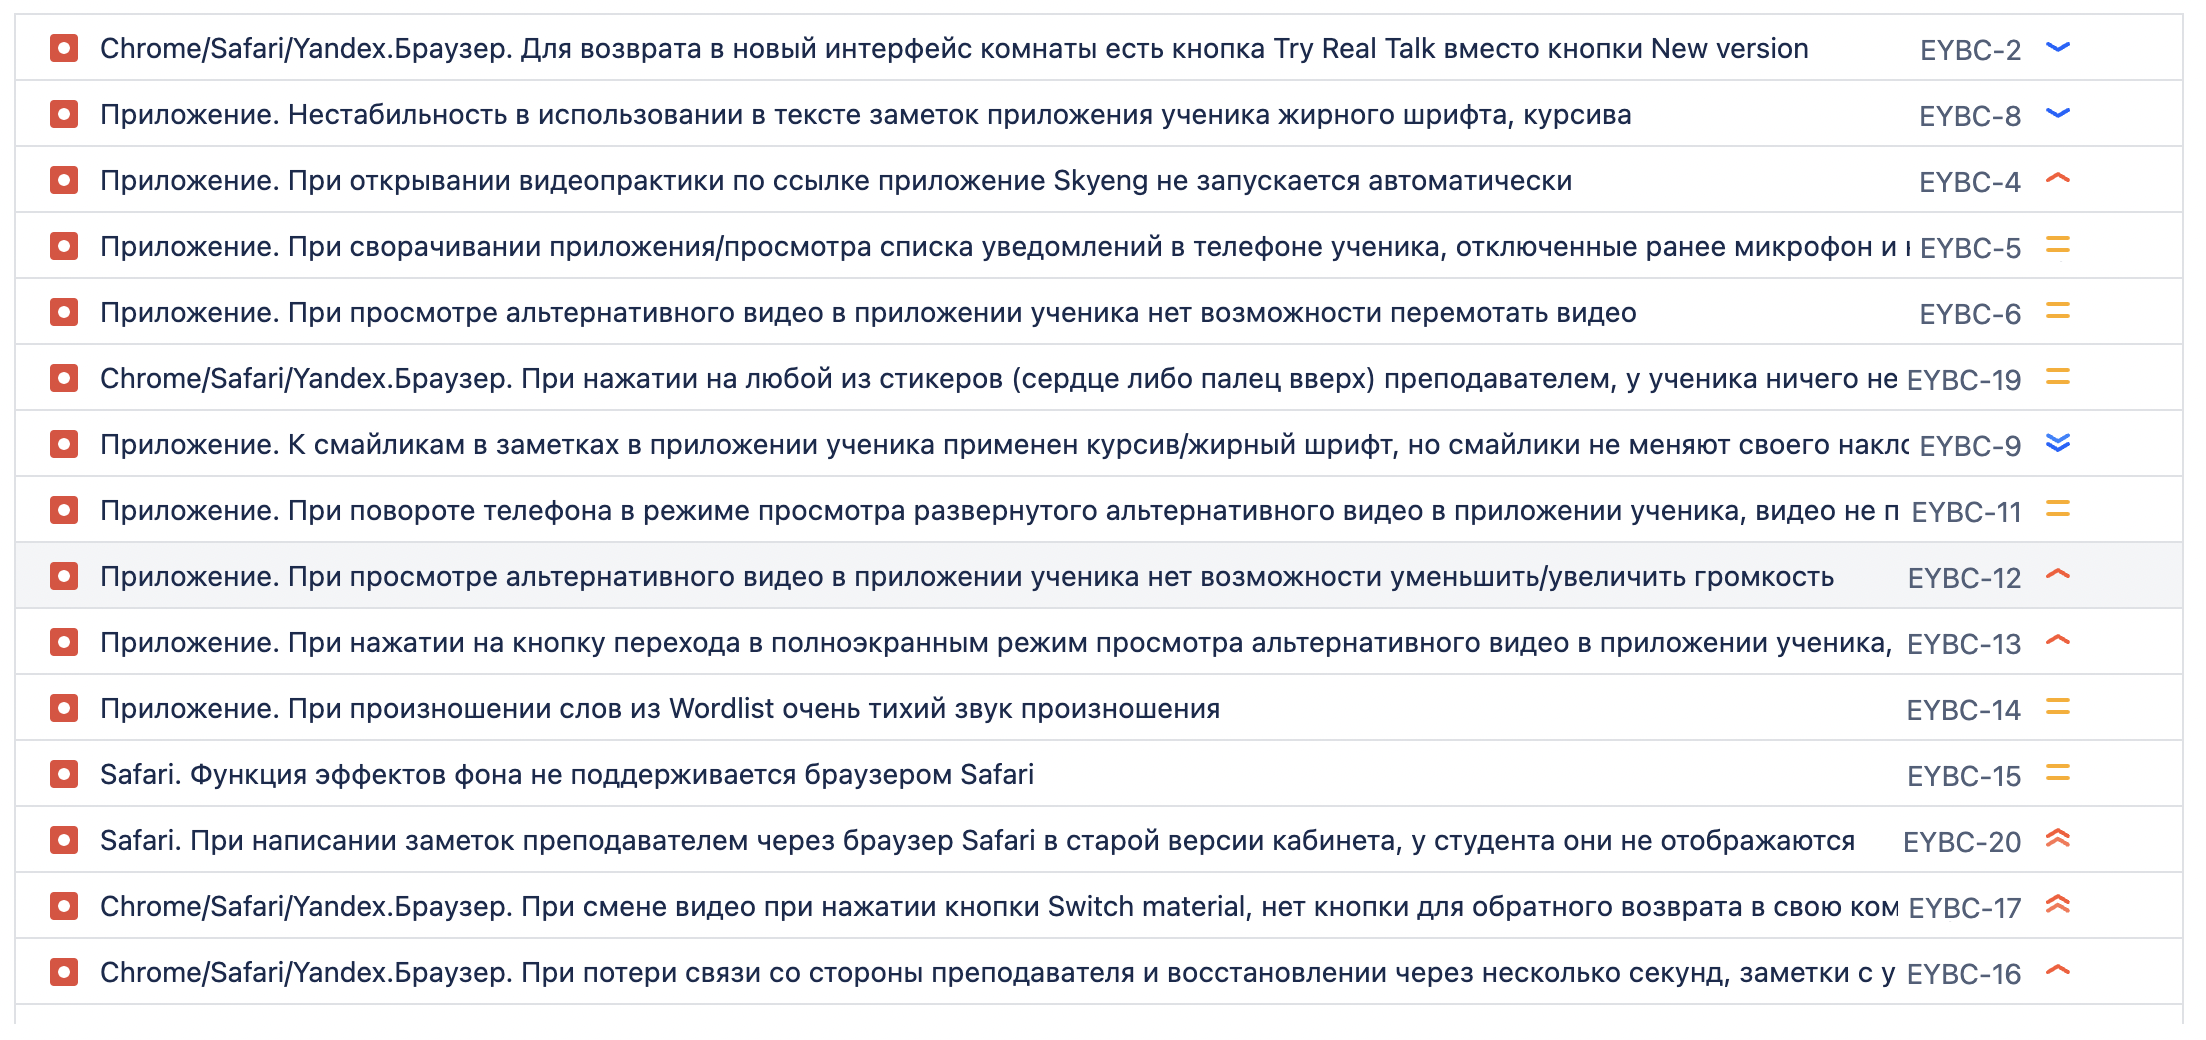 Chrome/Safari/Yandex.Браузер. Для возврата в новый интерфейс комнаты есть кнопка Try Real Talk вместо кнопки New version EYBC-2
Приложение. Нестабильность в использовании в тексте заметок приложения ученика жирного шрифта, курсива EYBC-8
Приложение. При открывании видеопрактики по ссылке приложение Skyeng не запускается автоматически EYBC-4
Приложение. При сворачивании приложения/просмотра списка уведомлений в телефоне ученика, отключенные ранее микрофон и EYBC-5
Приложение. При просмотре альтернативного видео в приложении ученика нет возможности перемотать видео EYBC-6
Chrome/Safari/Yandex.Браузер. При нажатии на любой из стикеров (сердце либо палец вверх) преподавателем, у ученика ничего не EYBC-19
Приложение. К смайликам в заметках в приложении ученика применен курсив/жирный шрифт, но смайлики не меняют своего накло EYBC-9
Приложение. При повороте телефона в режиме просмотра развернутого альтернативного видео в приложении ученика, видео не п EYBC-11
Приложение. При просмотре альтернативного видео в приложении ученика нет возможности уменьшить/увеличить громкость EYBC-12
Приложение. При нажатии на кнопку перехода в полноэкранным режим просмотра альтернативного видео в приложении ученика, EYBC-13
Приложение. При произношении слов из Wordlist очень тихий звук произношения EYBC-14
Safari. Функция эффектов фона не поддерживается браузером Safari EYBC-15
Safari. При написании заметок преподавателем через браузер Safari в старой версии кабинета, у студента они не отображаются EYBC-20
Chrome/Safari/Yandex.Браузер. При смене видео при нажатии кнопки Switch material, нет кнопки для обратного возврата в свою ком EYBC-17
Chrome/Safari/Yandex.Браузер. При потери связи со стороны преподавателя и восстановлении через несколько секунд, заметки с у EYBC-16